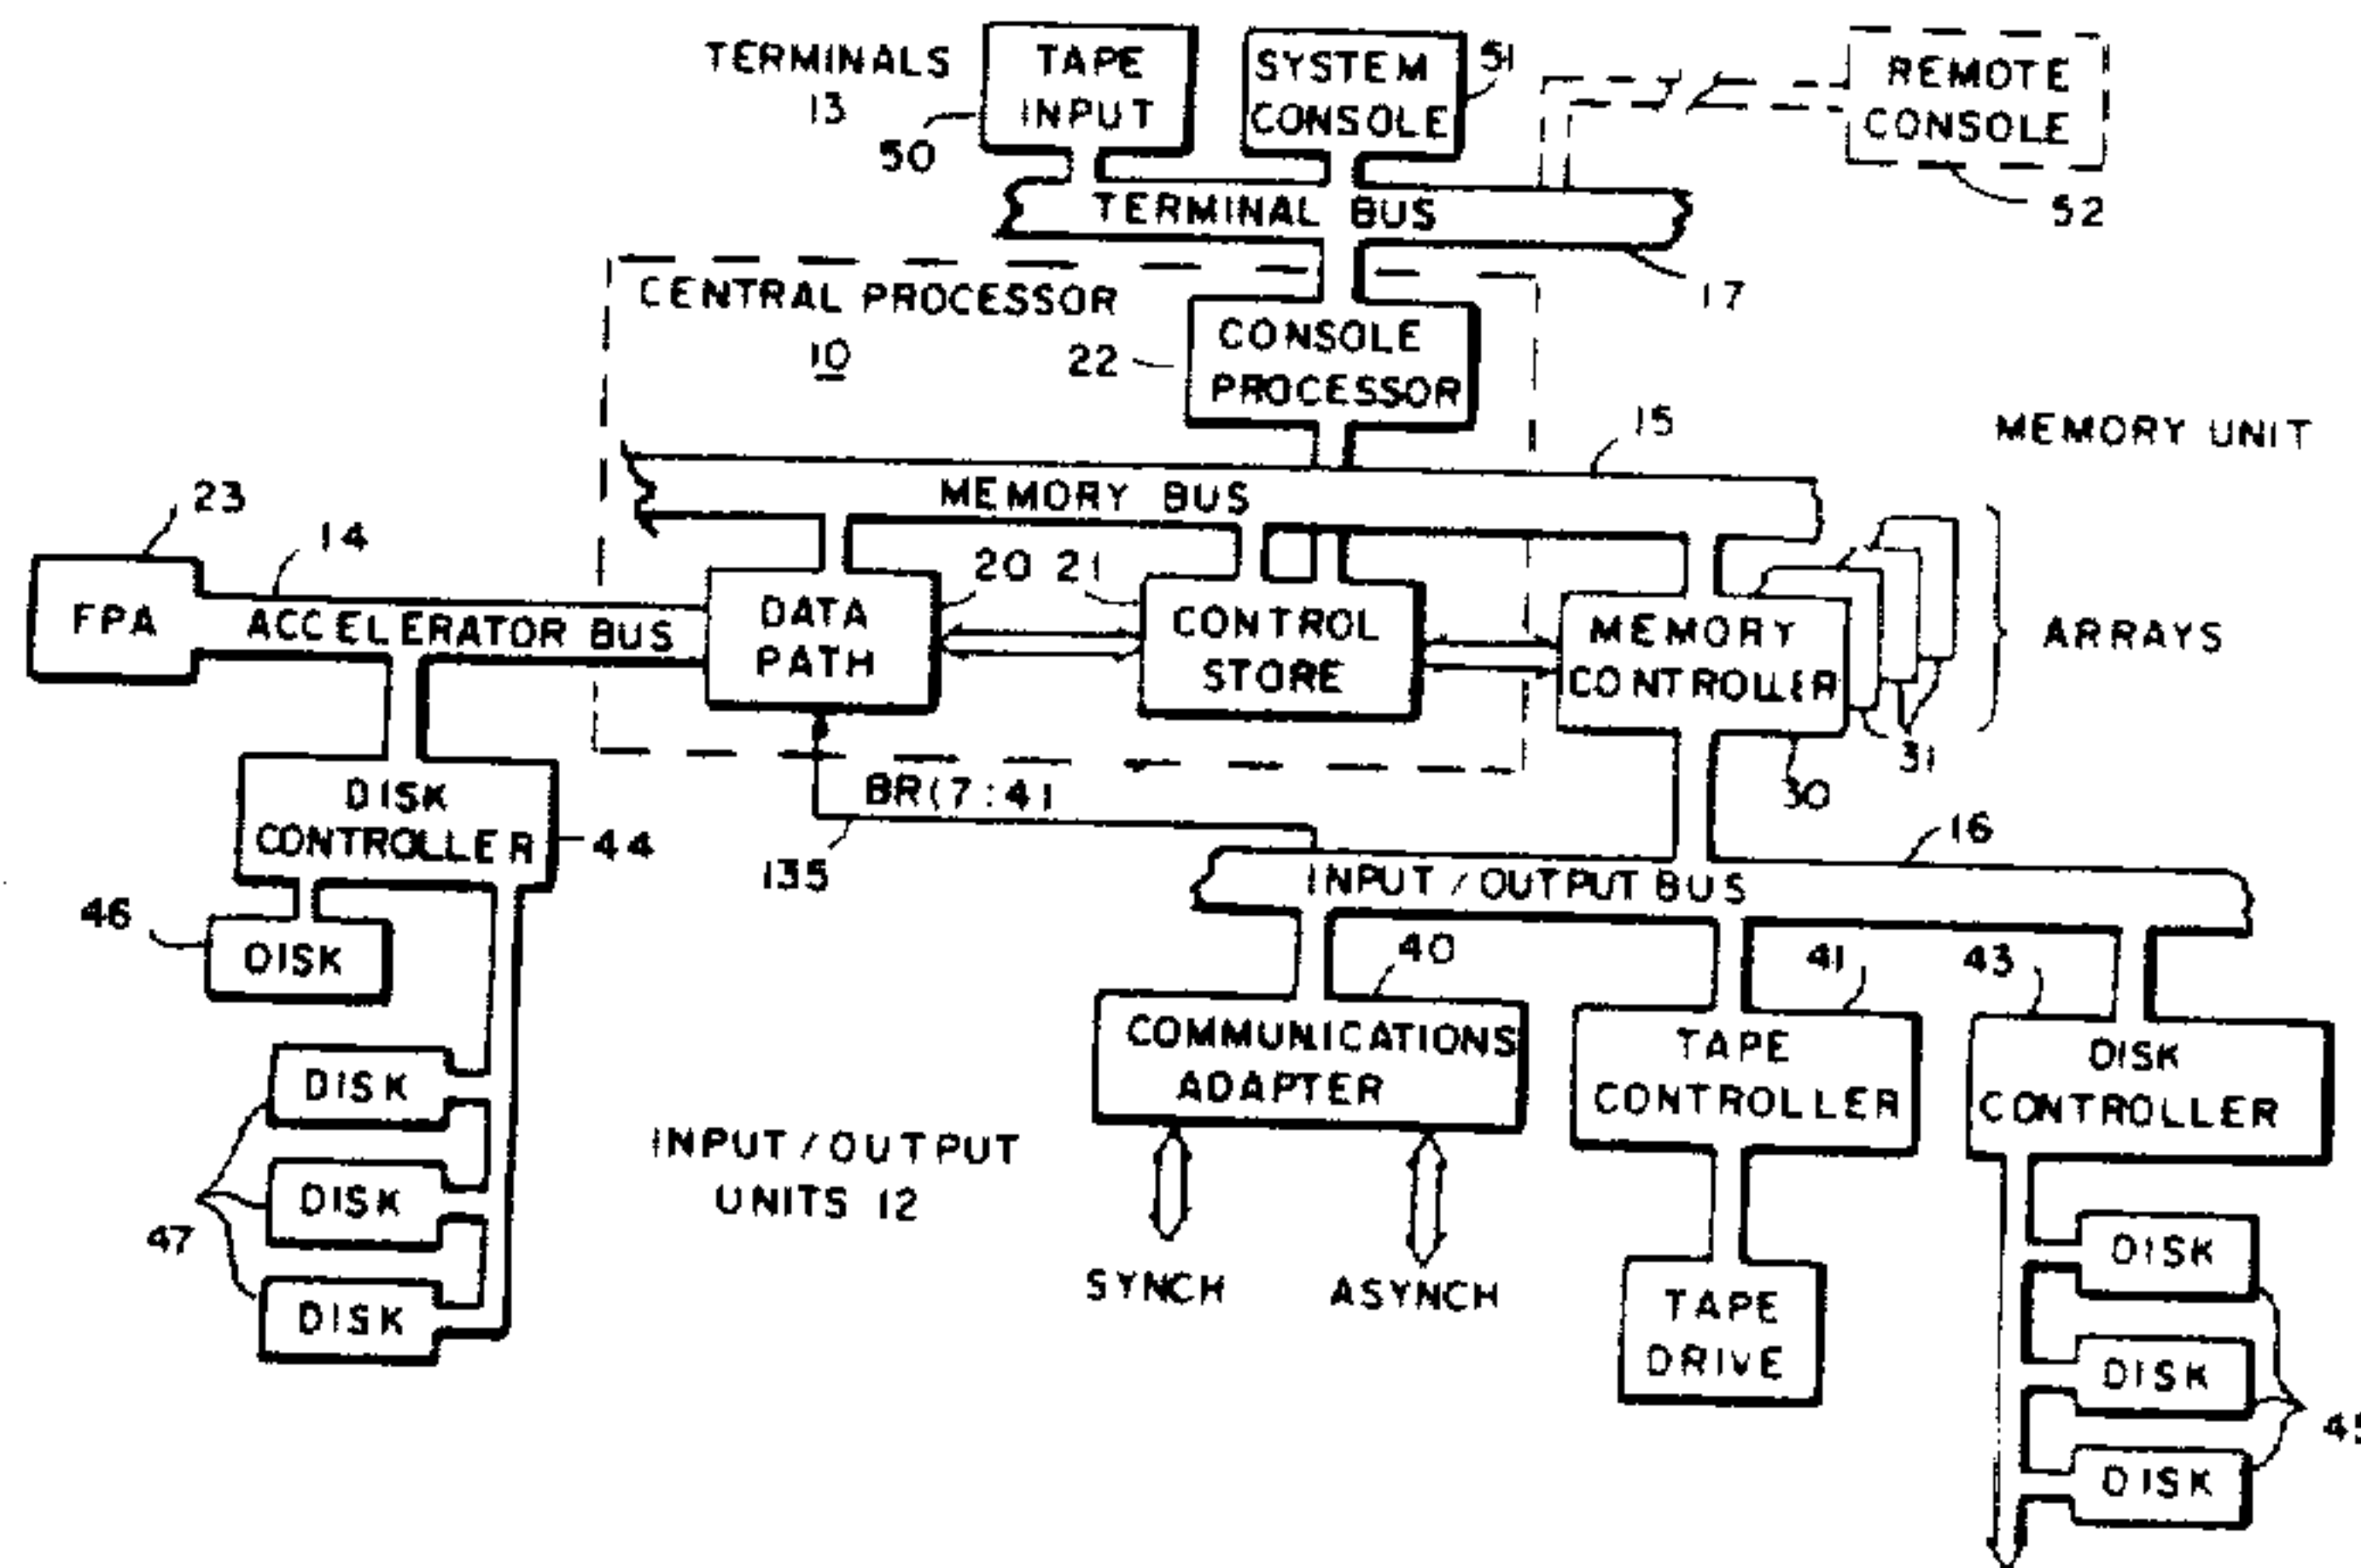 TERMINALS
13
TAPE
INPUT
50
SYSTEM
CONSOLE
51
REMOTE
CONSOLE
52
TERMINAL BUS
17
CENTRAL PROCESSOR
10
CONSOLE
PROCESSOR
22
15
MEMORY UNIT
MEMORY BUS
23
14
FPA
ACCELERATOR BUS
DATA
PATH
20
21
CONTROL
STORE
MEMORY
CONTROLLER
ARRAYS
31
30
BR(7:4)
135
DISK
CONTROLLER
44
16
INPUT/OUTPUT BUS
46
DISK
40
41
43
COMMUNICATIONS
ADAPTER
TAPE
CONTROLLER
DISK
CONTROLLER
DISK
DISK
DISK
47
INPUT/OUTPUT
UNITS 12
SYNCH
ASYNCH
TAPE
DRIVE
DISK
DISK
DISK